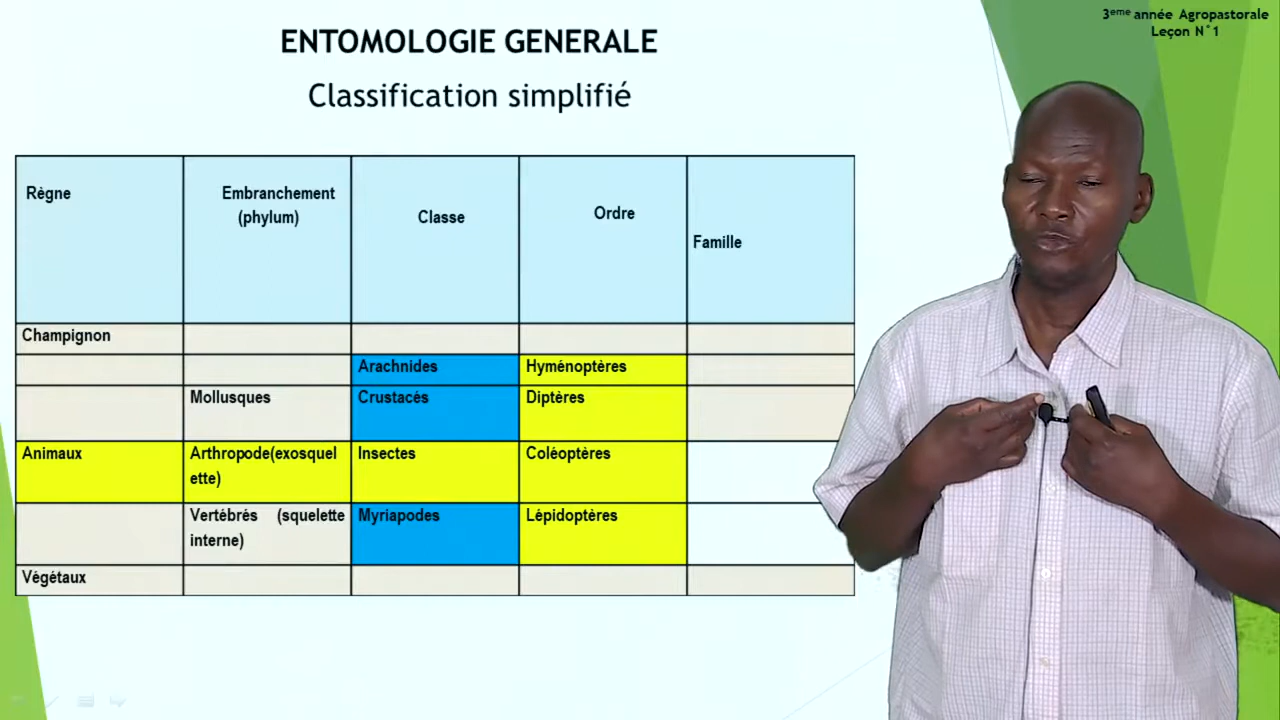 3eme année Agropastorale
Leçon N°1
ENTOMOLOGIE GENERALE
Classification simplifié
Règne
Embranchement
(phylum)
Classe
Ordre
Famille
Champignon
Arachnides
Hyménoptères
Mollusques
Crustacés
Diptères
Animaux
Arthropode(exosquel
ette)
Insectes
Coléoptères
Vertébrés (squelette
interne)
Myriapodes
Lépidoptères
Végétaux